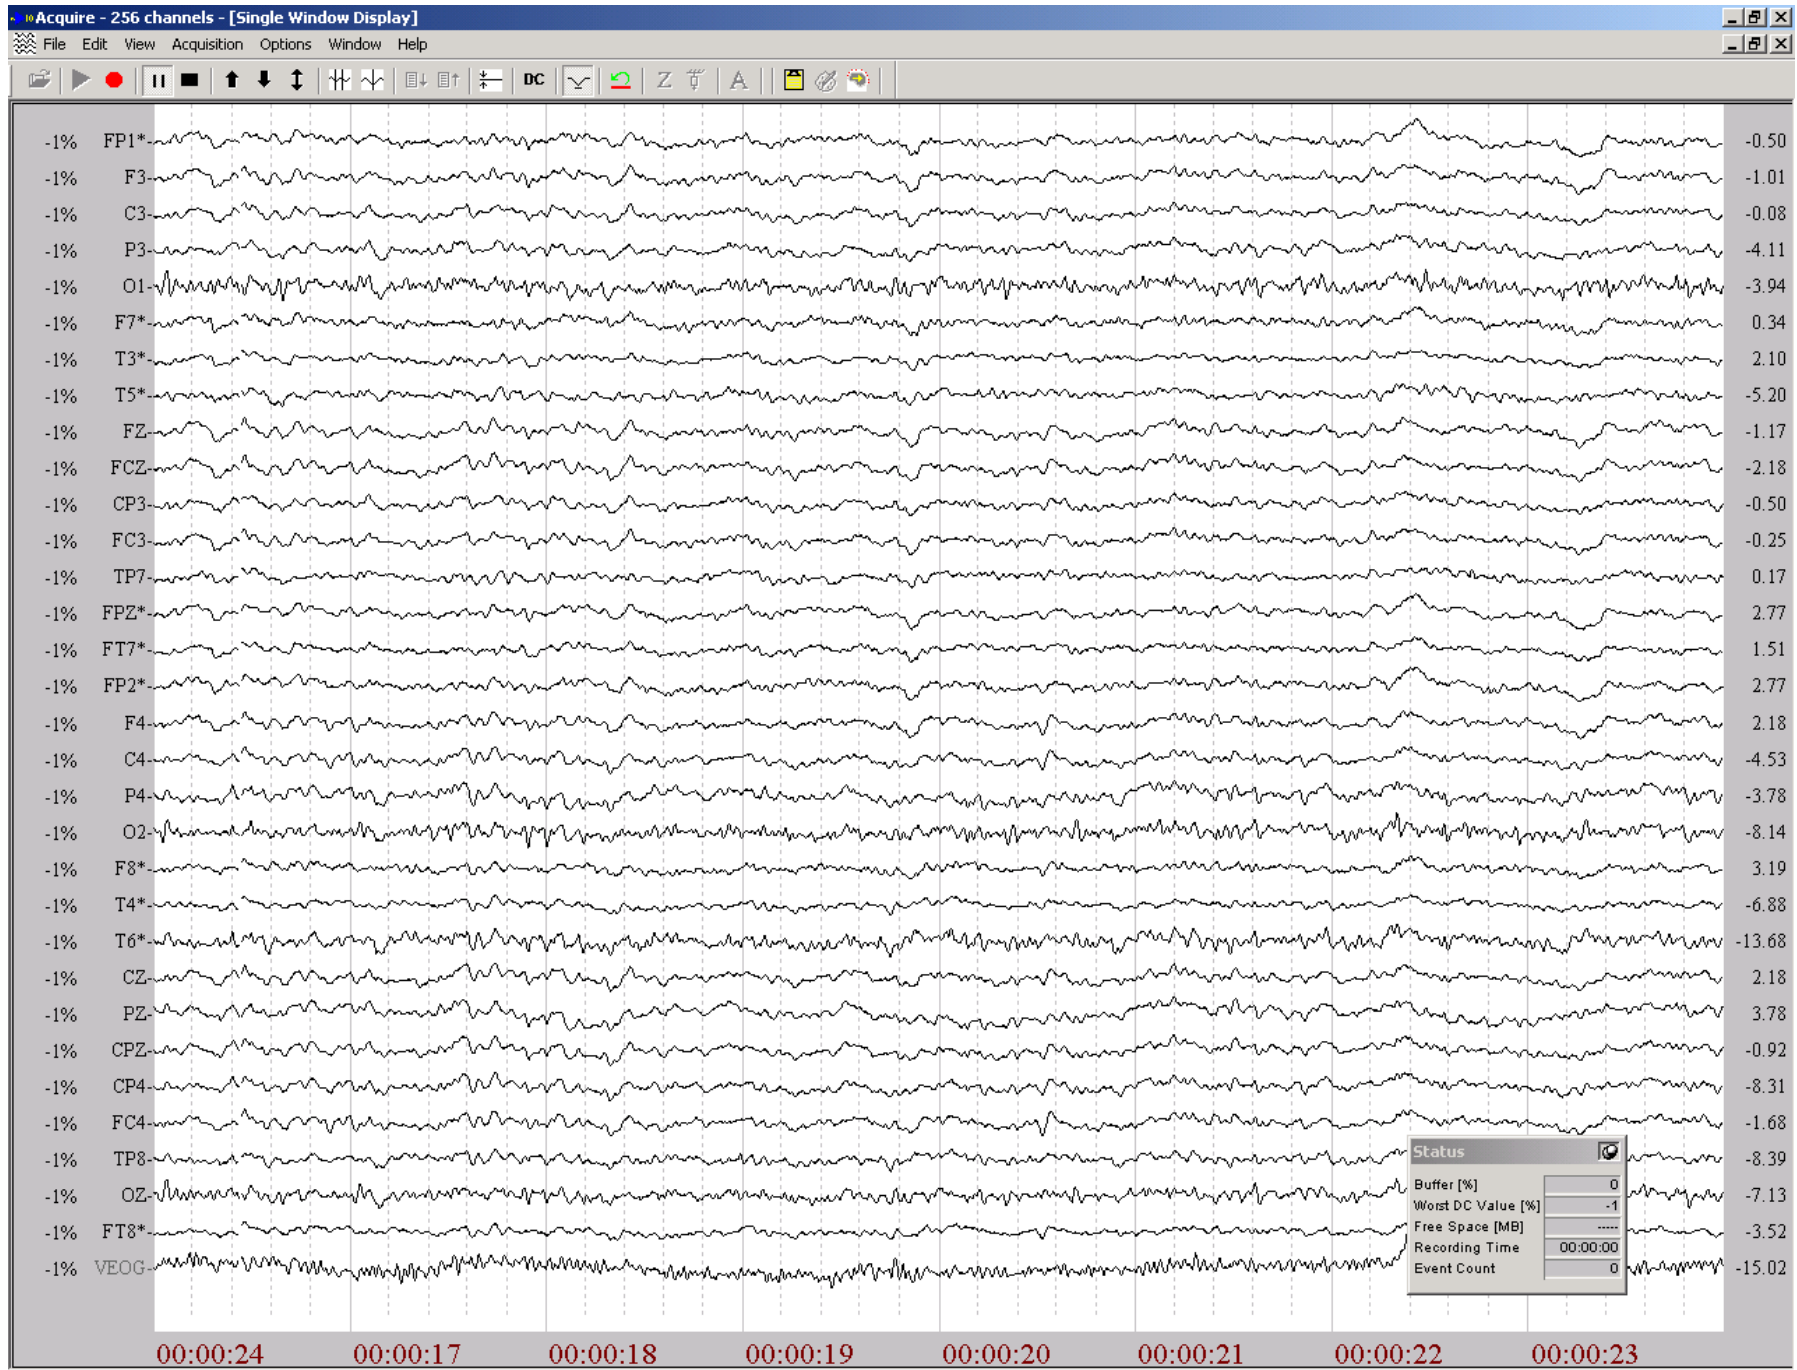 Acquire - 256 channels - [Single Window Display]
File Edit View Acquisition Options Window Help
DC Z A
-1% FP1* -0.50
-1% F3 -1.01
-1% C3 -0.08
-1% P3 -4.11
-1% O1 -3.94
-1% F7* 0.34
-1% T3* 2.10
-1% T5* -5.20
-1% FZ -1.17
-1% FCZ -2.18
-1% CP3 -0.50
-1% FC3 -0.25
-1% TP7 0.17
-1% FPZ* 2.77
-1% FT7* 1.51
-1% FP2* 2.77
-1% F4 2.18
-1% C4 -4.53
-1% P4 -3.78
-1% O2 -8.14
-1% F8* 3.19
-1% T4* -6.88
-1% T6* -13.68
-1% CZ 2.18
-1% PZ 3.78
-1% CPZ -0.92
-1% CP4 -8.31
-1% FC4 -1.68
-1% TP8 -8.39
-1% OZ -7.13
-1% FT8* -3.52
-1% VEOG -15.02
Status
Buffer [%] 0
Worst DC Value [%] -1
Free Space [MB] -----
Recording Time 00:00:00
Event Count 0
00:00:24 00:00:17 00:00:18 00:00:19 00:00:20 00:00:21 00:00:22 00:00:23